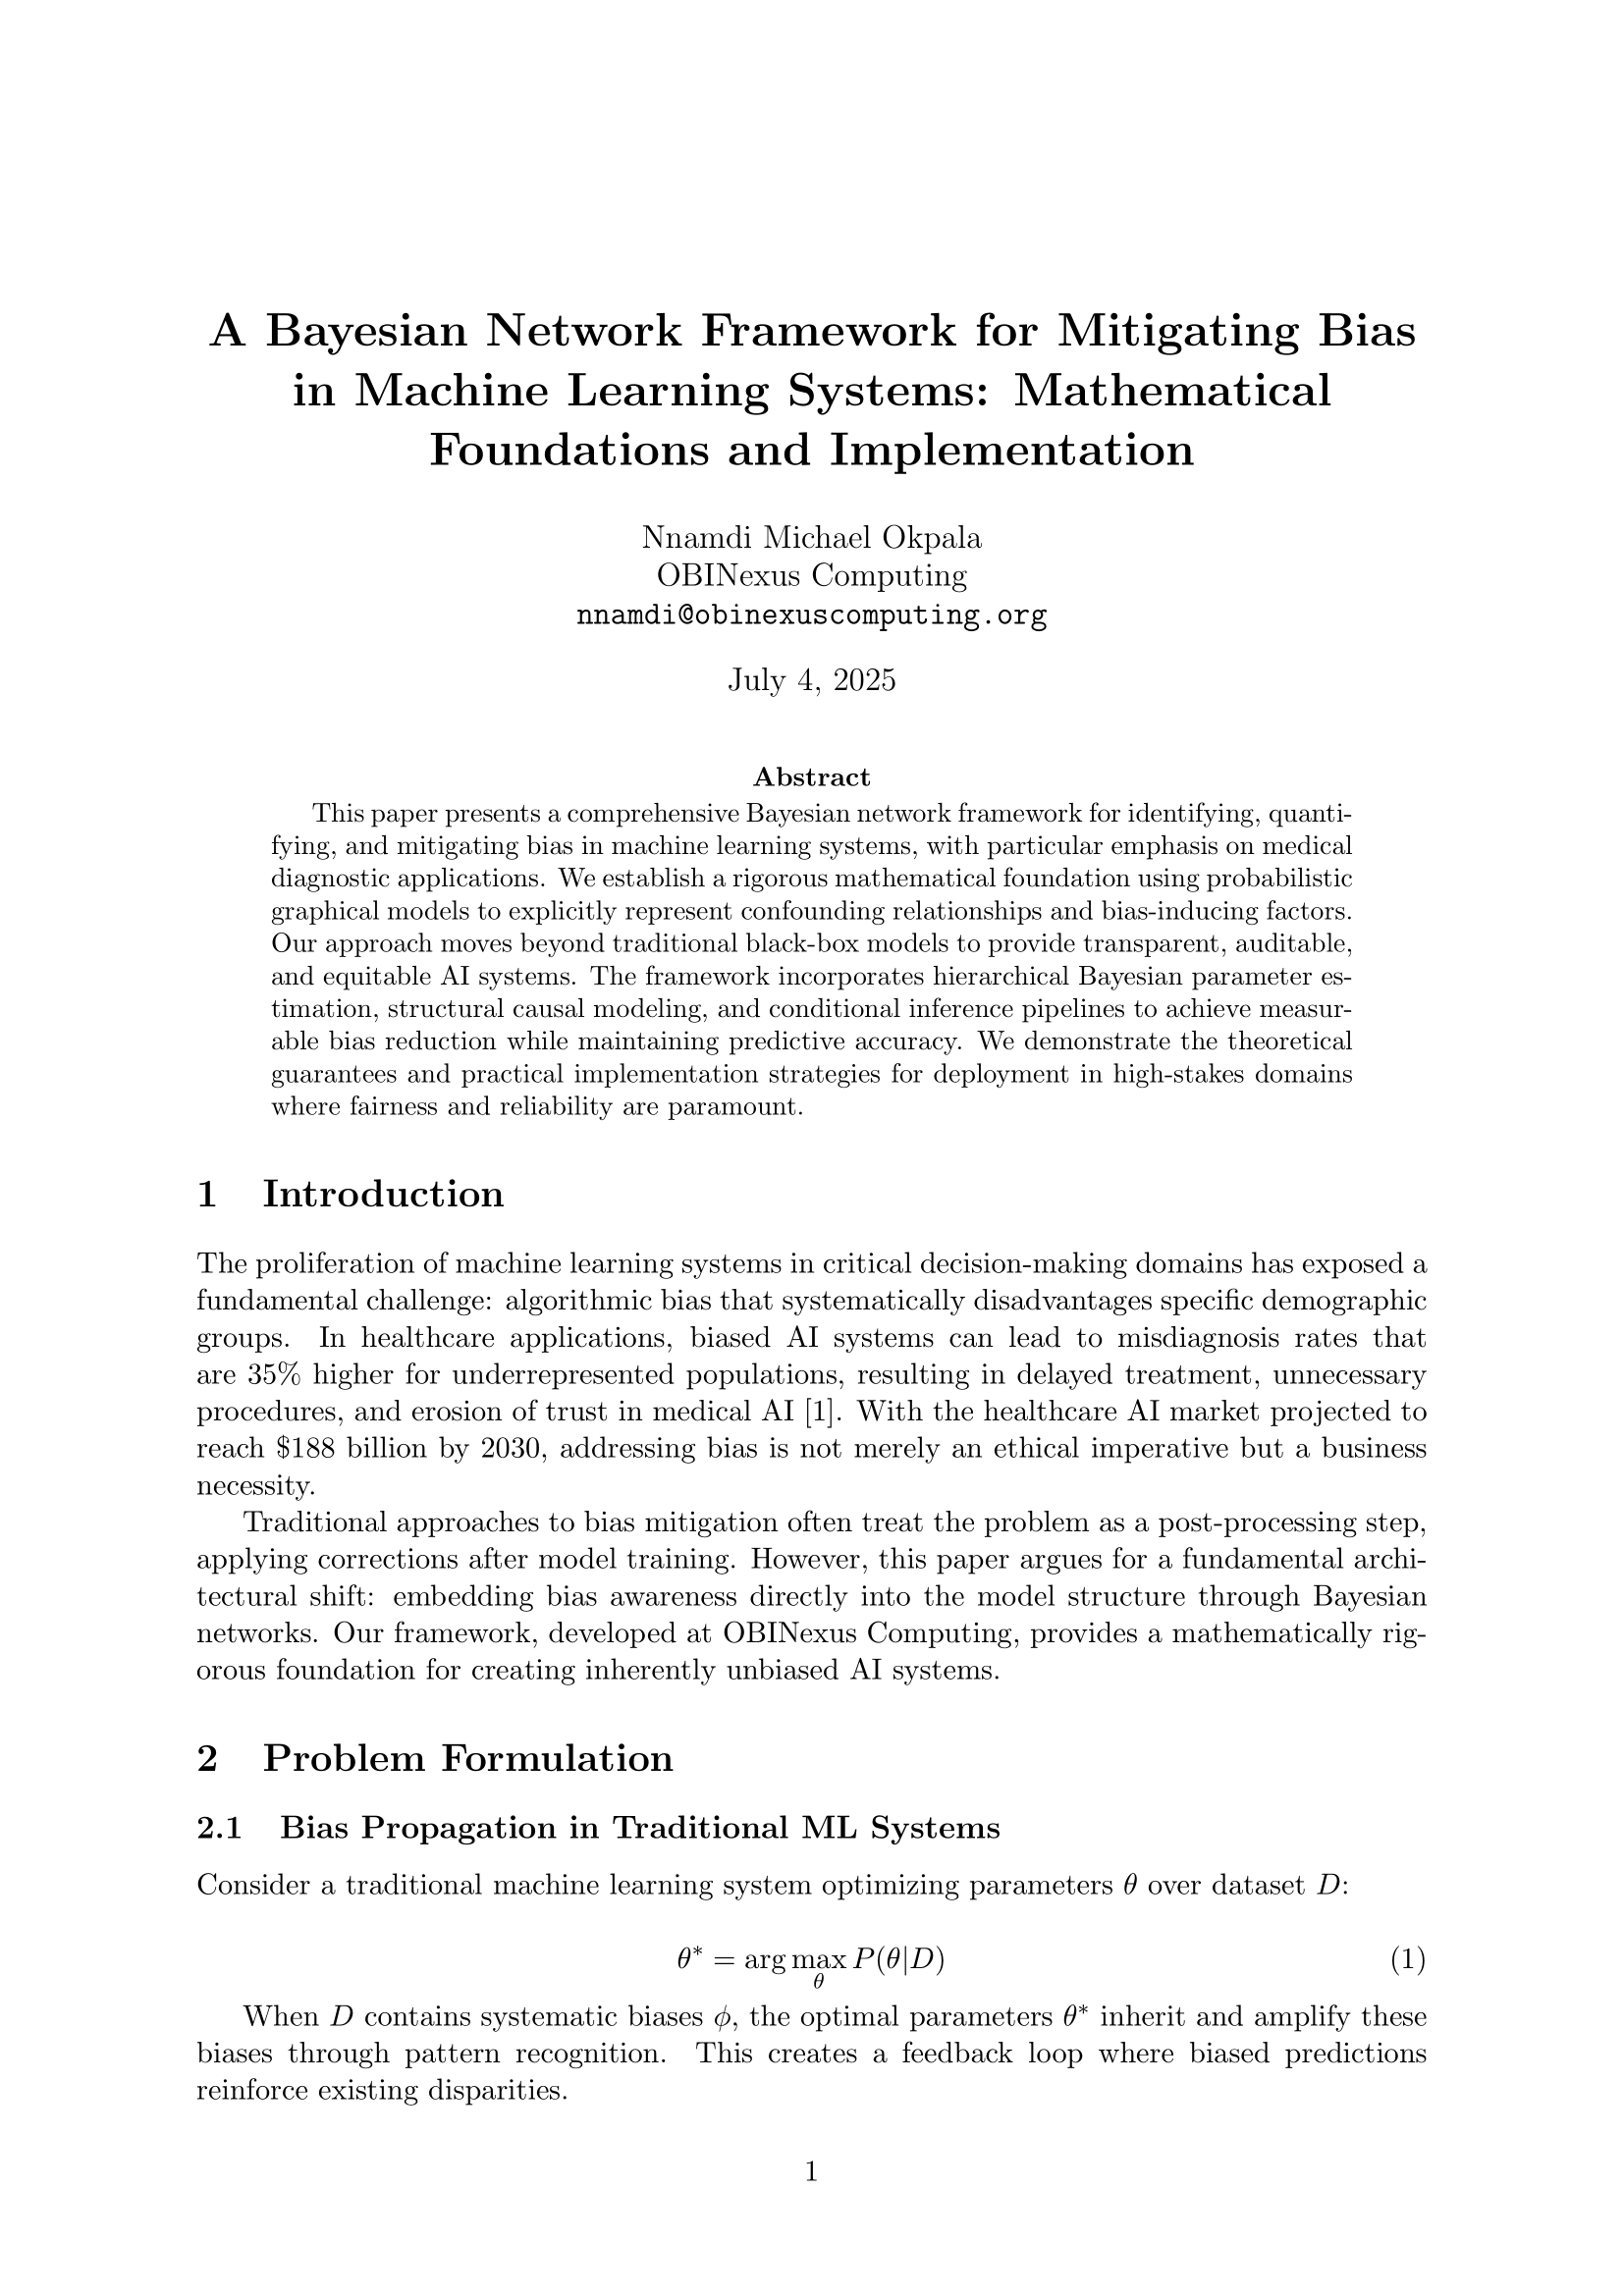 A Bayesian Network Framework for Mitigating Bias
in Machine Learning Systems: Mathematical
Foundations and Implementation
Nnamdi Michael Okpala
OBINexus Computing
nnamdi@obinexuscomputing.org
July 4, 2025
Abstract
This paper presents a comprehensive Bayesian network framework for identifying, quanti-
fying, and mitigating bias in machine learning systems, with particular emphasis on medical
diagnostic applications. We establish a rigorous mathematical foundation using probabilistic
graphical models to explicitly represent confounding relationships and bias-inducing factors.
Our approach moves beyond traditional black-box models to provide transparent, auditable,
and equitable AI systems. The framework incorporates hierarchical Bayesian parameter es-
timation, structural causal modeling, and conditional inference pipelines to achieve measur-
able bias reduction while maintaining predictive accuracy. We demonstrate the theoretical
guarantees and practical implementation strategies for deployment in high-stakes domains
where fairness and reliability are paramount.
1 Introduction
The proliferation of machine learning systems in critical decision-making domains has exposed a
fundamental challenge: algorithmic bias that systematically disadvantages specific demographic
groups. In healthcare applications, biased AI systems can lead to misdiagnosis rates that
are 35% higher for underrepresented populations, resulting in delayed treatment, unnecessary
procedures, and erosion of trust in medical AI [1]. With the healthcare AI market projected to
reach $188 billion by 2030, addressing bias is not merely an ethical imperative but a business
necessity.
Traditional approaches to bias mitigation often treat the problem as a post-processing step,
applying corrections after model training. However, this paper argues for a fundamental archi-
tectural shift: embedding bias awareness directly into the model structure through Bayesian
networks. Our framework, developed at OBINexus Computing, provides a mathematically rig-
orous foundation for creating inherently unbiased AI systems.
2 Problem Formulation
2.1 Bias Propagation in Traditional ML Systems
Consider a traditional machine learning system optimizing parameters θ over dataset D:
θ* = arg max_θ P(θ|D) (1)
When D contains systematic biases ϕ, the optimal parameters θ* inherit and amplify these
biases through pattern recognition. This creates a feedback loop where biased predictions
reinforce existing disparities.
1